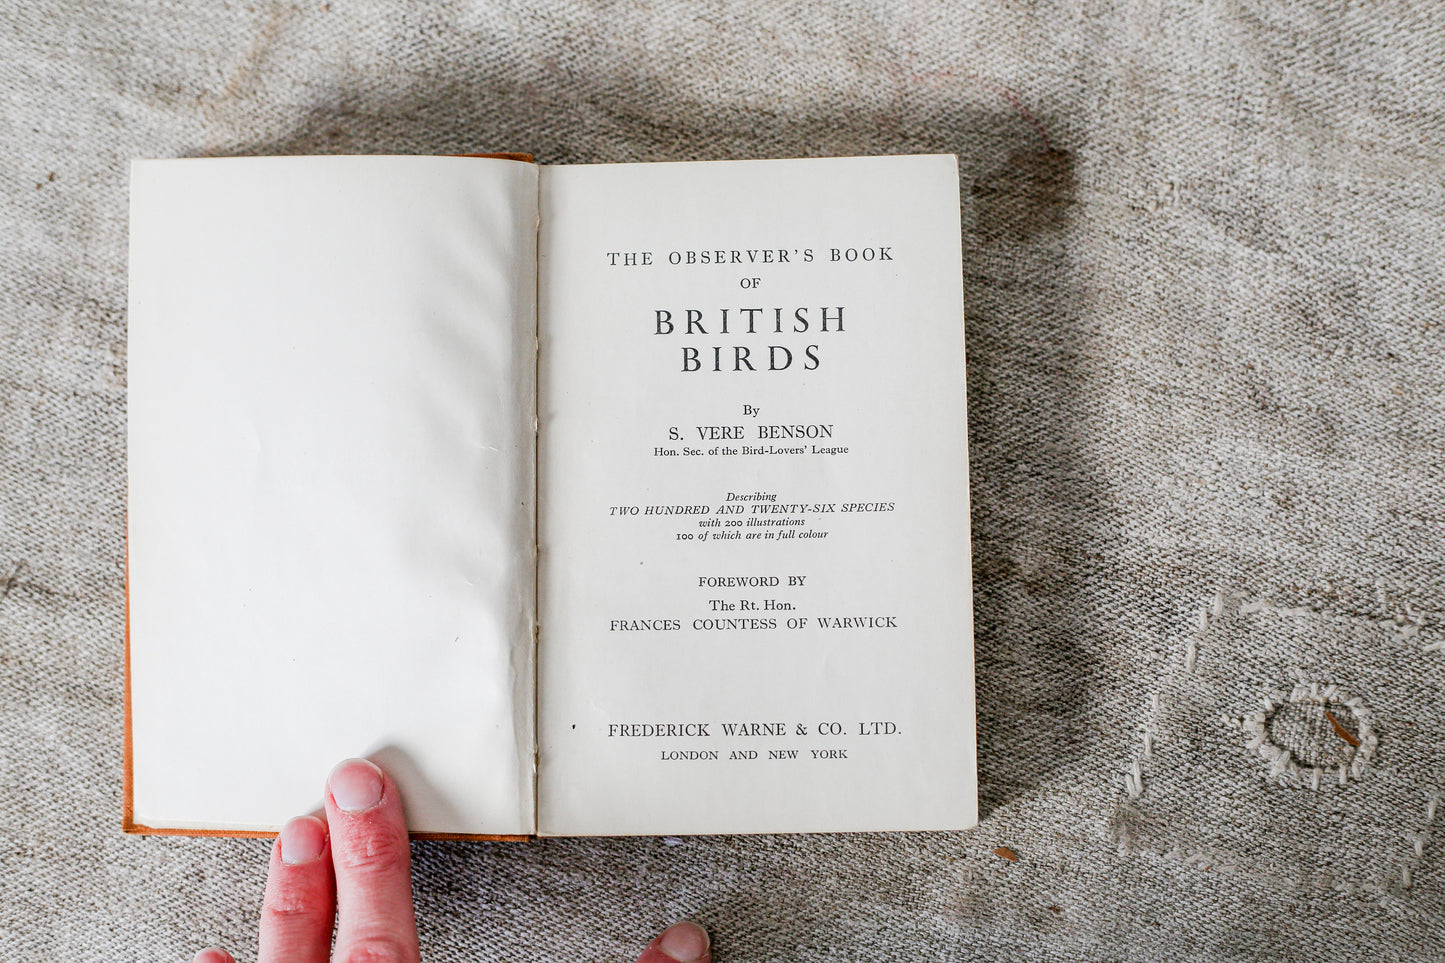 THE OBSERVER'S BOOK
OF
BRITISH
BIRDS
By
S. VERE BENSON
Hon. Sec. of the Bird-Lovers' League
Describing
TWO HUNDRED AND TWENTY-SIX SPECIES
with 200 illustrations
100 of which are in full colour
FOREWORD BY
The Rt. Hon.
FRANCES COUNTESS OF WARWICK
FREDERICK WARNE & CO. LTD.
LONDON AND NEW YORK